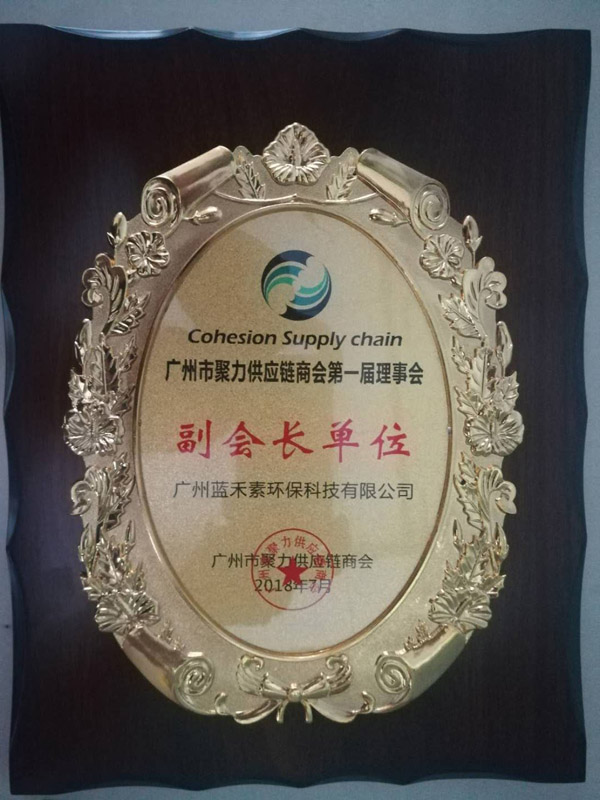 Cohesion Supply chain
广州市聚力供应链商会第一届理事会
副会长单位
广州蓝禾素环保科技有限公司
广州市聚力供应链商会
2018年7月